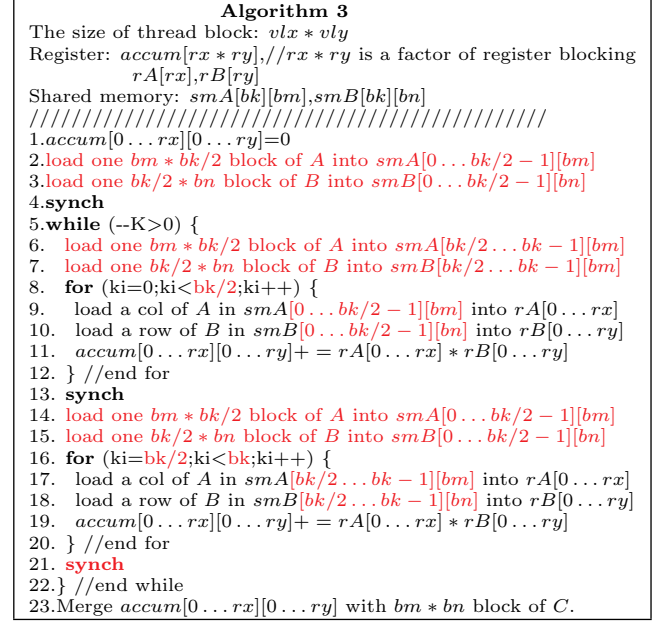 Algorithm 3
The size of thread block: vlx ∗ vly
Register: accum[rx ∗ ry],//rx ∗ ry is a factor of register blocking
rA[rx],rB[ry]
Shared memory: smA[bk][bm],smB[bk][bn]
/////////////////////////////////////////////////
1.accum[0 . . . rx][0 . . . ry]=0
2.load one bm ∗ bk/2 block of A into smA[0 . . . bk/2 − 1][bm]
3.load one bk/2 ∗ bn block of B into smB[0 . . . bk/2 − 1][bn]
4.synch
5.while (--K>0) {
6. load one bm ∗ bk/2 block of A into smA[bk/2 . . . bk − 1][bm]
7. load one bk/2 ∗ bn block of B into smB[bk/2 . . . bk − 1][bm]
8. for (ki=0;ki<bk/2;ki++) {
9. load a col of A in smA[0 . . . bk/2 − 1][bm] into rA[0 . . . rx]
10. load a row of B in smB[0 . . . bk/2 − 1][bn] into rB[0 . . . ry]
11. accum[0 . . . rx][0 . . . ry]+ = rA[0 . . . rx] ∗ rB[0 . . . ry]
12. } //end for
13. synch
14. load one bm ∗ bk/2 block of A into smA[0 . . . bk/2 − 1][bm]
15. load one bk/2 ∗ bn block of B into smB[0 . . . bk/2 − 1][bn]
16. for (ki=bk/2;ki<bk;ki++) {
17. load a col of A in smA[bk/2 . . . bk − 1][bm] into rA[0 . . . rx]
18. load a row of B in smB[bk/2 . . . bk − 1][bn] into rB[0 . . . ry]
19. accum[0 . . . rx][0 . . . ry]+ = rA[0 . . . rx] ∗ rB[0 . . . ry]
20. } //end for
21. synch
22.} //end while
23.Merge accum[0 . . . rx][0 . . . ry] with bm ∗ bn block of C.